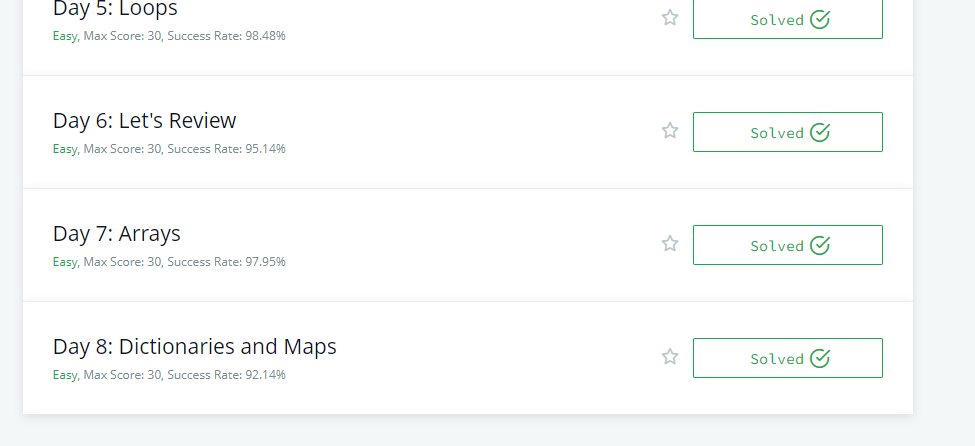 Day 5: Loops
Easy, Max Score: 30, Success Rate: 98.48%
Solved
Day 6: Let's Review
Easy, Max Score: 30, Success Rate: 95.14%
Solved
Day 7: Arrays
Easy, Max Score: 30, Success Rate: 97.95%
Solved
Day 8: Dictionaries and Maps
Easy, Max Score: 30, Success Rate: 92.14%
Solved